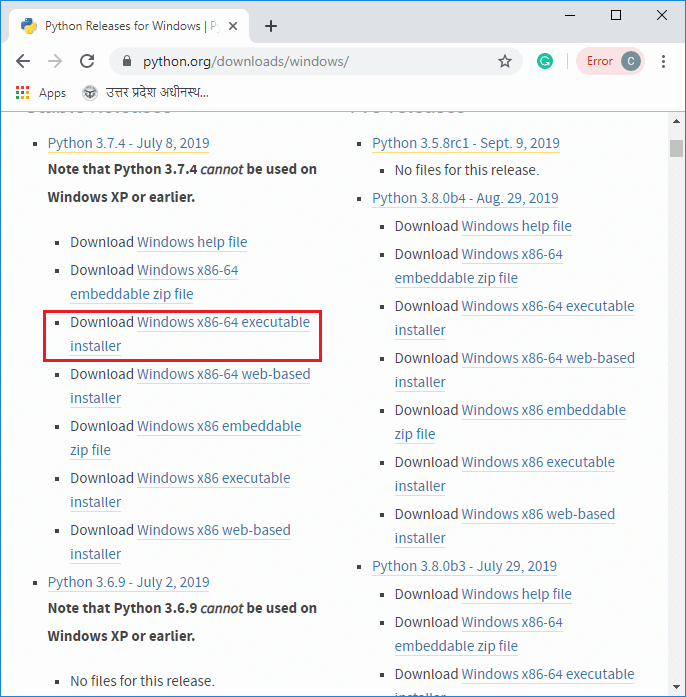 Python Releases for Windows | P
python.org/downloads/windows/
Error
C
Apps
उत्तर प्रदेश अधीनस्थ...
Python 3.7.4 - July 8, 2019
Note that Python 3.7.4 cannot be used on
Windows XP or earlier.
Download Windows help file
Download Windows x86-64
embeddable zip file
Download Windows x86-64 executable
installer
Download Windows x86-64 web-based
installer
Download Windows x86 embeddable
zip file
Download Windows x86 executable
installer
Download Windows x86 web-based
installer
Python 3.6.9 - July 2, 2019
Note that Python 3.6.9 cannot be used on
Windows XP or earlier.
No files for this release.
Python 3.5.8rc1 - Sept. 9, 2019
No files for this release.
Python 3.8.0b4 - Aug. 29, 2019
Download Windows help file
Download Windows x86-64
embeddable zip file
Download Windows x86-64 executable
installer
Download Windows x86-64 web-based
installer
Download Windows x86 embeddable
zip file
Download Windows x86 executable
installer
Download Windows x86 web-based
installer
Python 3.8.0b3 - July 29, 2019
Download Windows help file
Download Windows x86-64
embeddable zip file
Download Windows x86-64 executable